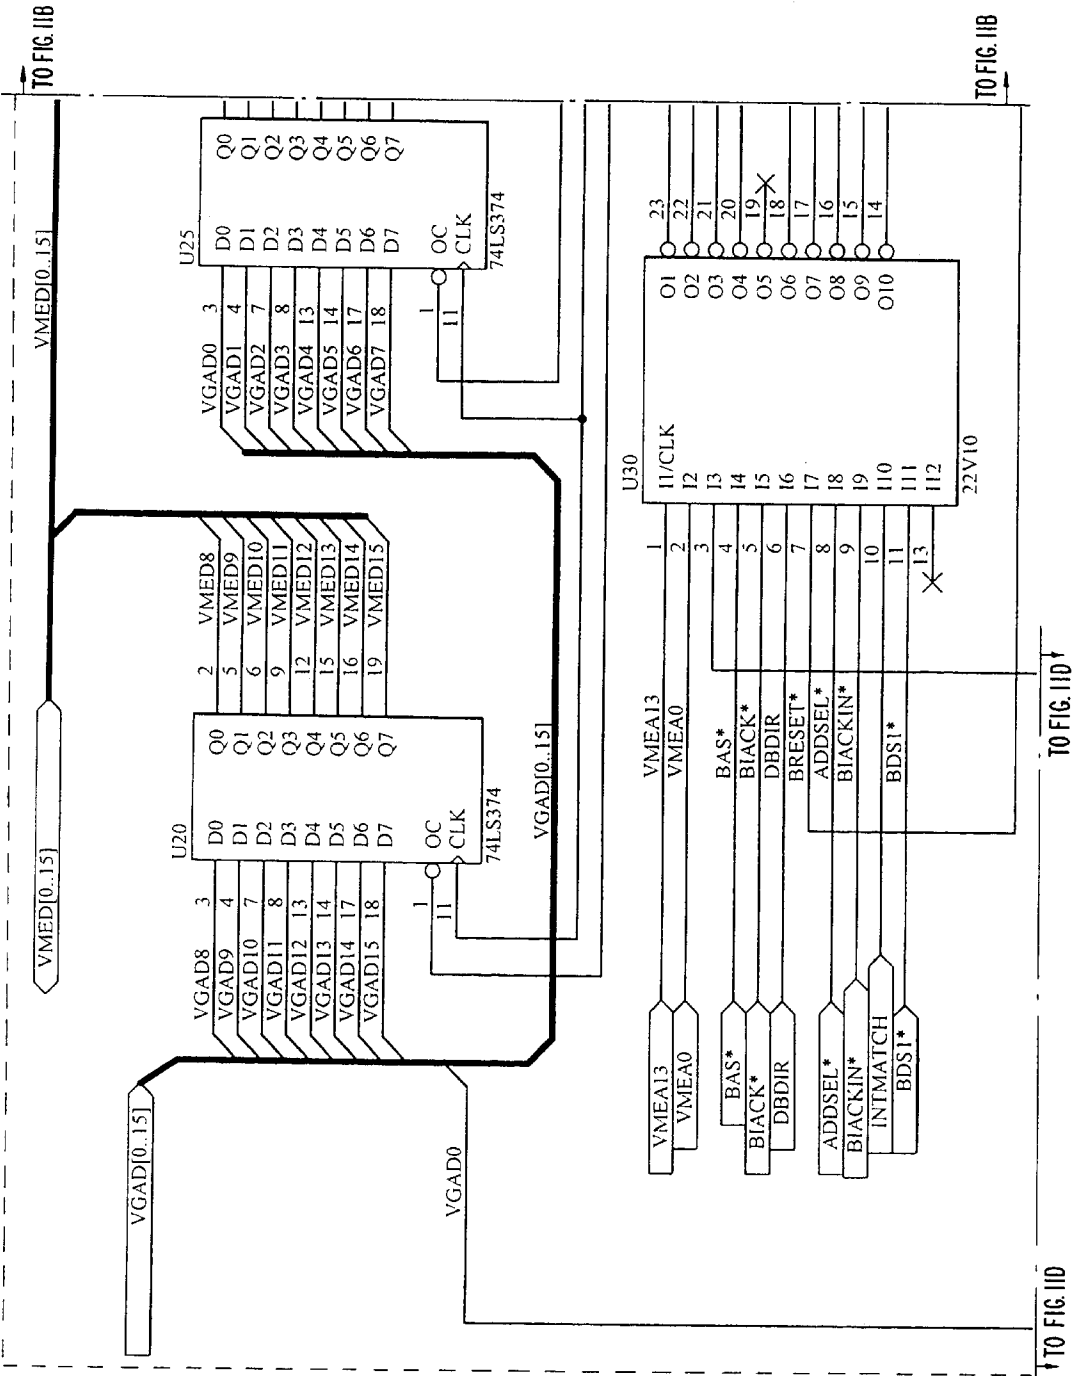 TO FIG. 11B
TO FIG. 11B
VMED[0..15]
VMED[0..15]
VGAD[0..15]
U25
D0 Q0
D1 Q1
D2 Q2
D3 Q3
D4 Q4
D5 Q5
D6 Q6
D7 Q7
OC
CLK
74LS374
VGAD0 3
VGAD1 4
VGAD2 7
VGAD3 8
VGAD4 13
VGAD5 14
VGAD6 17
VGAD7 18
1
11
U20
D0 Q0
D1 Q1
D2 Q2
D3 Q3
D4 Q4
D5 Q5
D6 Q6
D7 Q7
OC
CLK
74LS374
VGAD8 3
VGAD9 4
VGAD10 7
VGAD11 8
VGAD12 13
VGAD13 14
VGAD14 17
VGAD15 18
1
11
2 VMED8
5 VMED9
6 VMED10
9 VMED11
12 VMED12
15 VMED13
16 VMED14
19 VMED15
VGAD[0..15]
VGAD0
U30
I1/CLK O1
I2 O2
I3 O3
I4 O4
I5 O5
I6 O6
I7 O7
I8 O8
I9 O9
I10 O10
I11
I12
22V10
23
22
21
20
19
18
17
16
15
14
1
2
3
4
5
6
7
8
9
10
11
13
VMEA13
VMEA0
BAS*
BIACK*
DBDIR
BRESET*
ADDSEL*
BIACKIN*
BDS1*
VMEA13
VMEA0
BAS*
BIACK*
DBDIR
ADDSEL*
BIACKIN*
INTMATCH
BDS1*
TO FIG. 11D
TO FIG. 11D